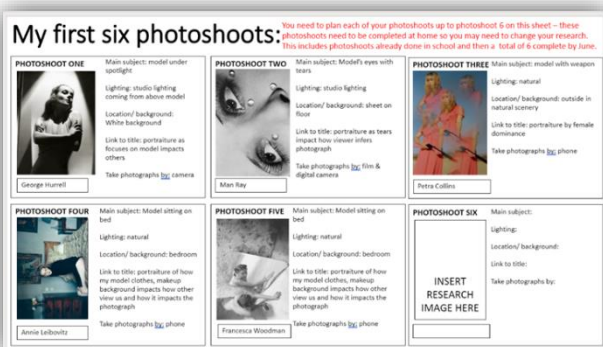 My first six photoshoots:
You need to plan each of your photoshoots up to photoshoot 6 on this sheet – these
photoshoots need to be completed at home so you may need to change your research.
This includes photoshoots already done in school and then a total of 6 complete by June.
PHOTOSHOOT ONE
Main subject: model under
spotlight
Lighting: studio lighting
coming from above model
Location/ background:
White background
Link to title: portraiture as
focuses on model impacts
others
Take photographs by: camera
George Hurrell
PHOTOSHOOT TWO
Main subject: Model's eyes with
tears
Lighting: studio lighting
Location/ background: sheet on
floor
Link to title: portraiture as tears
impact how viewer infers
photograph
Take photographs by: film &
digital camera
Man Ray
PHOTOSHOOT THREE
Main subject: model with weapon
Lighting: natural
Location/ background: outside in
natural scenery
Link to title: portraiture by female
dominance
Take photographs by: phone
Petra Collins
PHOTOSHOOT FOUR
Main subject: Model sitting on
bed
Lighting: natural
Location/ background: bedroom
Link to title: portraiture of how
my model clothes, makeup
background impacts how other
view us and how it impacts the
photograph
Take photographs by: phone
Annie Leibovitz
PHOTOSHOOT FIVE
Main subject: Model sitting on
bed
Lighting: natural
Location/ background: bedroom
Link to title: portraiture of how
my model clothes, makeup
background impacts how other
view us and how it impacts the
photograph
Take photographs by: phone
Francesca Woodman
PHOTOSHOOT SIX
Main subject:
Lighting:
Location/ background:
Link to title:
Take photographs by:
INSERT
RESEARCH
IMAGE HERE